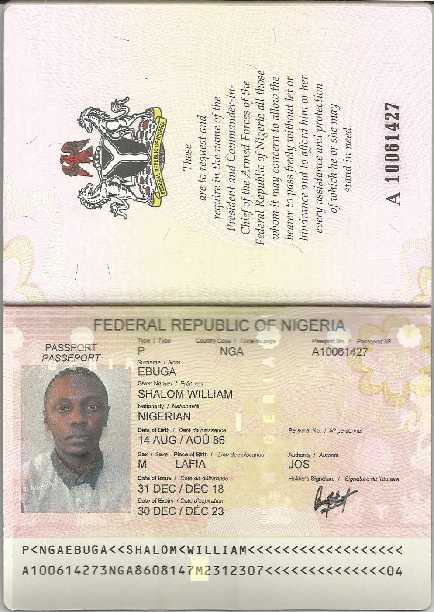 "These
are to request and
require in the name of the
President and Commander-in-
Chief of the Armed Forces of the
Federal Republic of Nigeria all those
whom it may concern to allow the
bearer to pass freely without let or
hindrance and to afford him or her
every assistance and protection
of which he or she may
stand in need.
A 10061427
FEDERAL REPUBLIC OF NIGERIA
PASSPORT
PASSEPORT
Type / Type
P
Country Code /
NGA
Passport No. / Passeport Nº
A10061427
Surname / Nom
EBUGA
Given Names / Prénoms
SHALOM WILLIAM
Nationality / Nationalité
NIGERIAN
Date of Birth / Date de naissance
14 AUG / AOÛ 86
Personal No. / Nº personnel
Sex / Sexe
M
Place of Birth / Lieu de naissance
LAFIA
Authority / Autorité
JOS
Date of Issue / Date de délivrance
31 DEC / DÉC 18
Holder's Signature / Signature du Titulaire
Date of Expiry / Date d'expiration
30 DEC / DÉC 23
P<NGAEBUGA<<SHALOM<WILLIAM<<<<<<<<<<<<<<<<<<
A100614273NGA8608147M2312307<<<<<<<<<<<<<<04